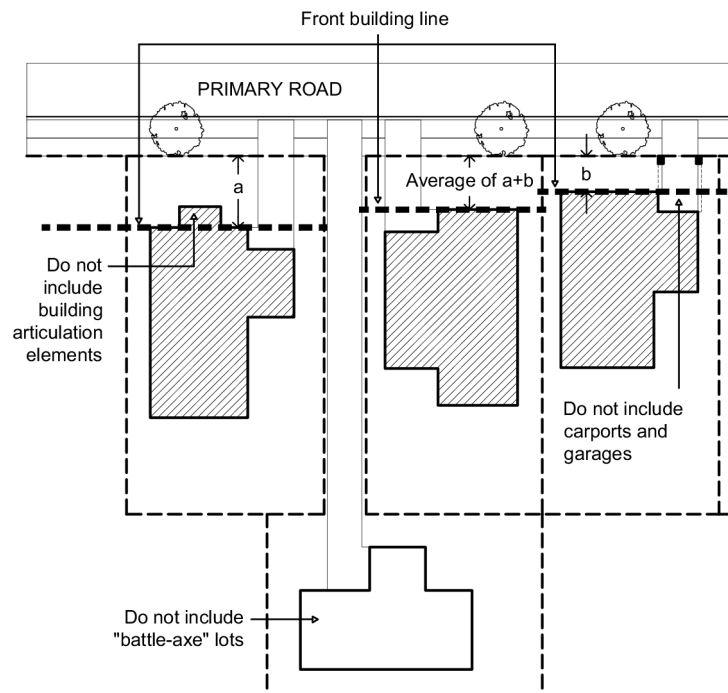 Front building line
PRIMARY ROAD
a
Average of a+b
b
Do not
include
building
articulation
elements
Do not include
carports and
garages
Do not include
"battle-axe" lots